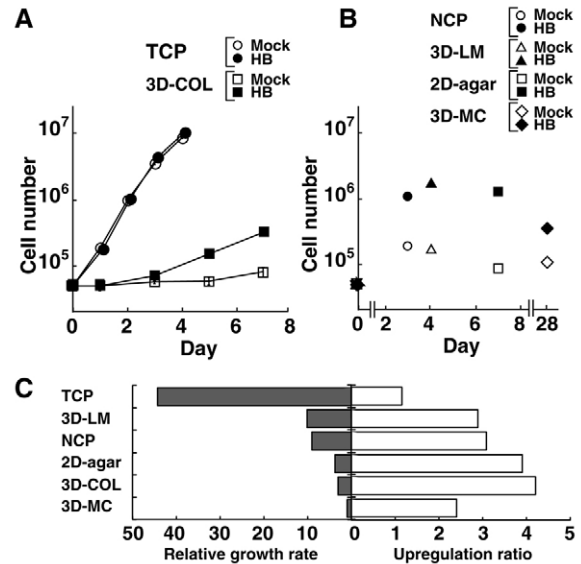 A
TCP
Mock
HB
3D-COL
Mock
HB
Cell number
10^7
10^6
10^5
0 2 4 6 8
Day
B
NCP
Mock
HB
3D-LM
Mock
HB
2D-agar
Mock
HB
3D-MC
Mock
HB
Cell number
10^7
10^6
10^5
0 2 4 6 8 28
Day
C
TCP
3D-LM
NCP
2D-agar
3D-COL
3D-MC
50 40 30 20 10 0 1 2 3 4 5
Relative growth rate Upregulation ratio